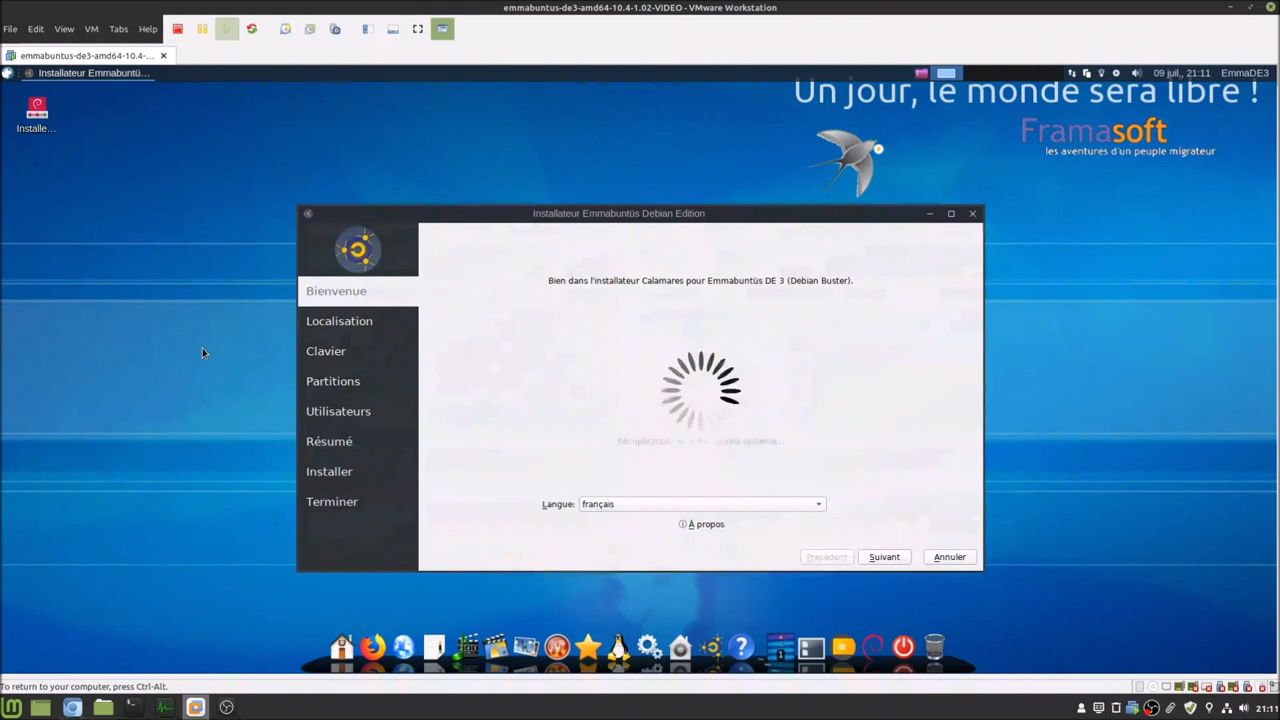 emmabuntus-de3-amd64-10.4-1.02-VIDEO - VMware Workstation
File Edit View VM Tabs Help
emmabuntus-de3-amd64-10.4-...
Installateur Emmabuntü...
09 juil., 21:11 EmmaDE3
Un jour, le monde sera libre !
Framasoft
les aventures d'un peuple migrateur
Installe...
Installateur Emmabuntüs Debian Edition
Bienvenue
Localisation
Clavier
Partitions
Utilisateurs
Résumé
Installer
Terminer
Bien dans l'installateur Calamares pour Emmabuntüs DE 3 (Debian Buster).
Récupération
système...
Langue: français
À propos
Précédent Suivant Annuler
1
To return to your computer, press Ctrl-Alt.
21:11